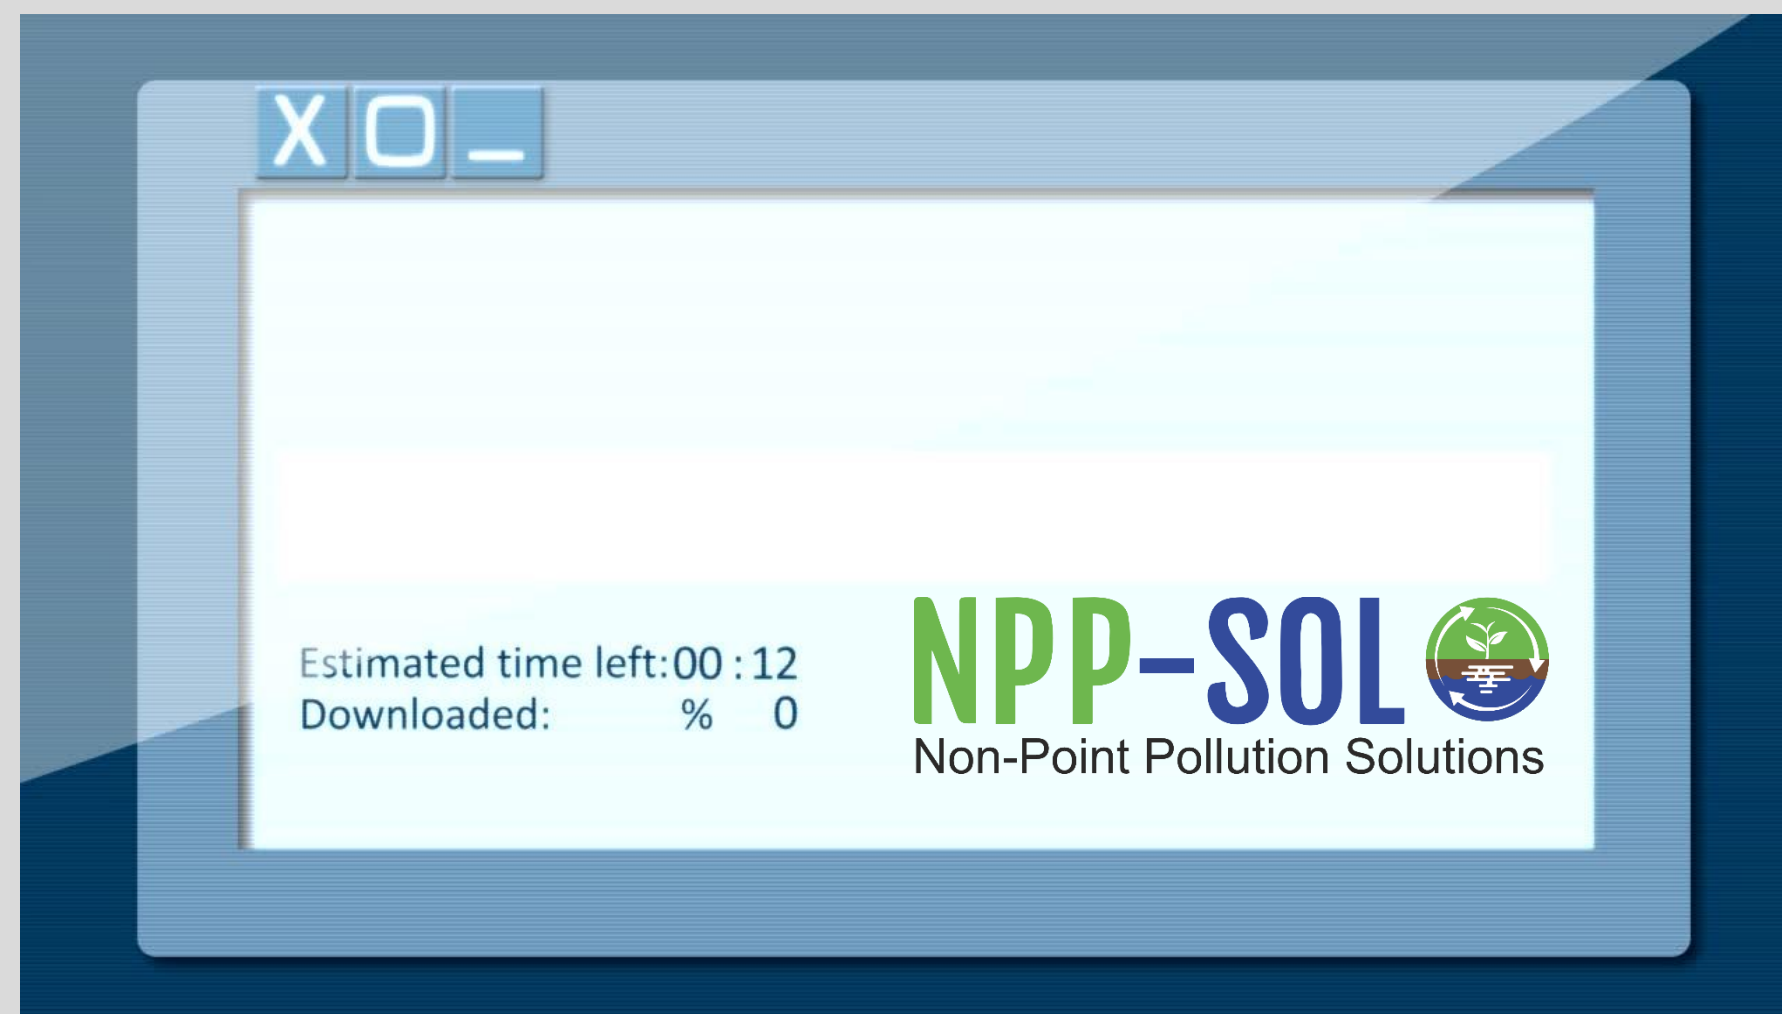 X O _
Estimated time left: 00 : 12
Downloaded: % 0
NPP-SOL
Non-Point Pollution Solutions